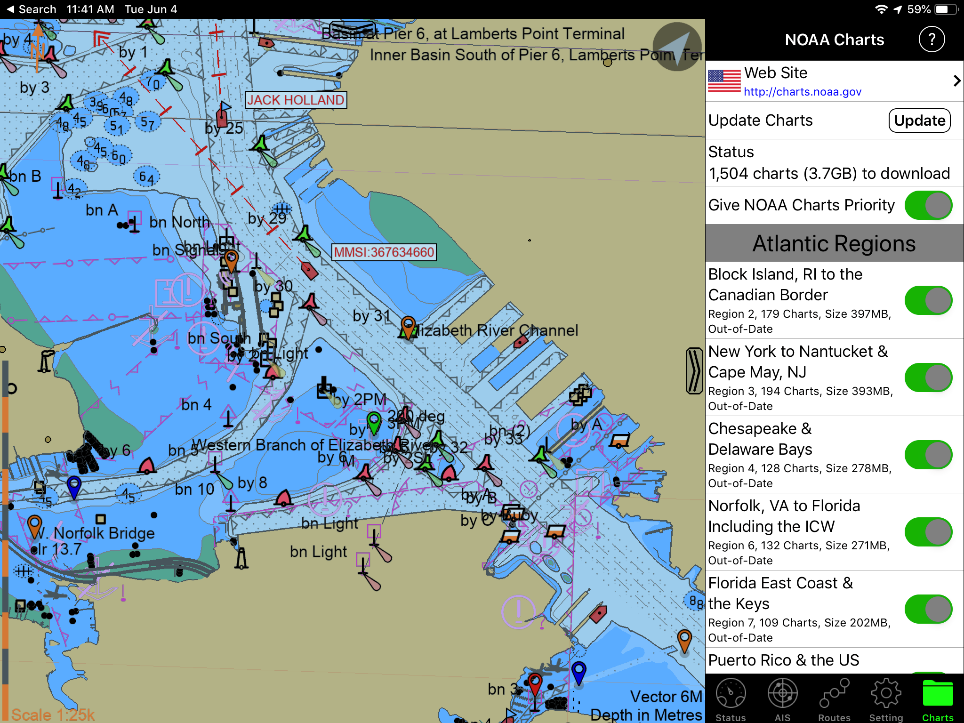 Search 11:41 AM Tue Jun 4
59%
Basin at Pier 6, at Lamberts Point Terminal
Inner Basin South of Pier 6, Lamberts Point Ter
by 4
by 1
by 3
JACK HOLLAND
by 25
bn B
bn A
bn North
by 29
MMSI:367634660
by 30
by 31
Elizabeth River Channel
bn South
bn Light
by 2PM
bn 4
by A
by 33
by 32
Western Branch of Elizabeth River
by 6
bn 10
by 8
by B
bn Light
bn Light
W. Norfolk Bridge
clr 13.7
bn 3
Vector 6M
Depth in Metres
Scale 1:25k
NOAA Charts
?
Web Site
http://charts.noaa.gov
Update Charts
Update
Status
1,504 charts (3.7GB) to download
Give NOAA Charts Priority
Atlantic Regions
Block Island, RI to the
Canadian Border
Region 2, 179 Charts, Size 397MB,
Out-of-Date
New York to Nantucket &
Cape May, NJ
Region 3, 194 Charts, Size 393MB,
Out-of-Date
Chesapeake &
Delaware Bays
Region 4, 128 Charts, Size 278MB,
Out-of-Date
Norfolk, VA to Florida
Including the ICW
Region 6, 132 Charts, Size 271MB,
Out-of-Date
Florida East Coast &
the Keys
Region 7, 109 Charts, Size 202MB,
Out-of-Date
Puerto Rico & the US
Status
AIS
Routes
Setting
Charts